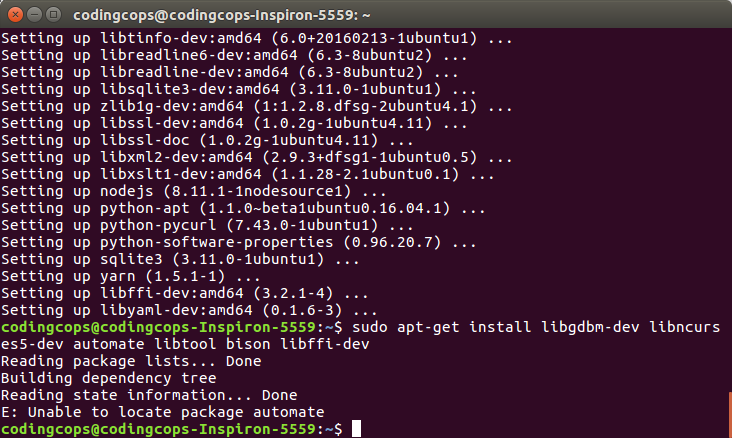 codingcops@codingcops-Inspiron-5559: ~
Setting up libtinfo-dev:amd64 (6.0+20160213-1ubuntu1) ...
Setting up libreadline6-dev:amd64 (6.3-8ubuntu2) ...
Setting up libreadline-dev:amd64 (6.3-8ubuntu2) ...
Setting up libsqlite3-dev:amd64 (3.11.0-1ubuntu1) ...
Setting up zlib1g-dev:amd64 (1:1.2.8.dfsg-2ubuntu4.1) ...
Setting up libssl-dev:amd64 (1.0.2g-1ubuntu4.11) ...
Setting up libssl-doc (1.0.2g-1ubuntu4.11) ...
Setting up libxml2-dev:amd64 (2.9.3+dfsg1-1ubuntu0.5) ...
Setting up libxslt1-dev:amd64 (1.1.28-2.1ubuntu0.1) ...
Setting up nodejs (8.11.1-1nodesource1) ...
Setting up python-apt (1.1.0~beta1ubuntu0.16.04.1) ...
Setting up python-pycurl (7.43.0-1ubuntu1) ...
Setting up python-software-properties (0.96.20.7) ...
Setting up sqlite3 (3.11.0-1ubuntu1) ...
Setting up yarn (1.5.1-1) ...
Setting up libffi-dev:amd64 (3.2.1-4) ...
Setting up libyaml-dev:amd64 (0.1.6-3) ...
codingcops@codingcops-Inspiron-5559:~$ sudo apt-get install libgdbm-dev libncurs
es5-dev automate libtool bison libffi-dev
Reading package lists... Done
Building dependency tree
Reading state information... Done
E: Unable to locate package automate
codingcops@codingcops-Inspiron-5559:~$